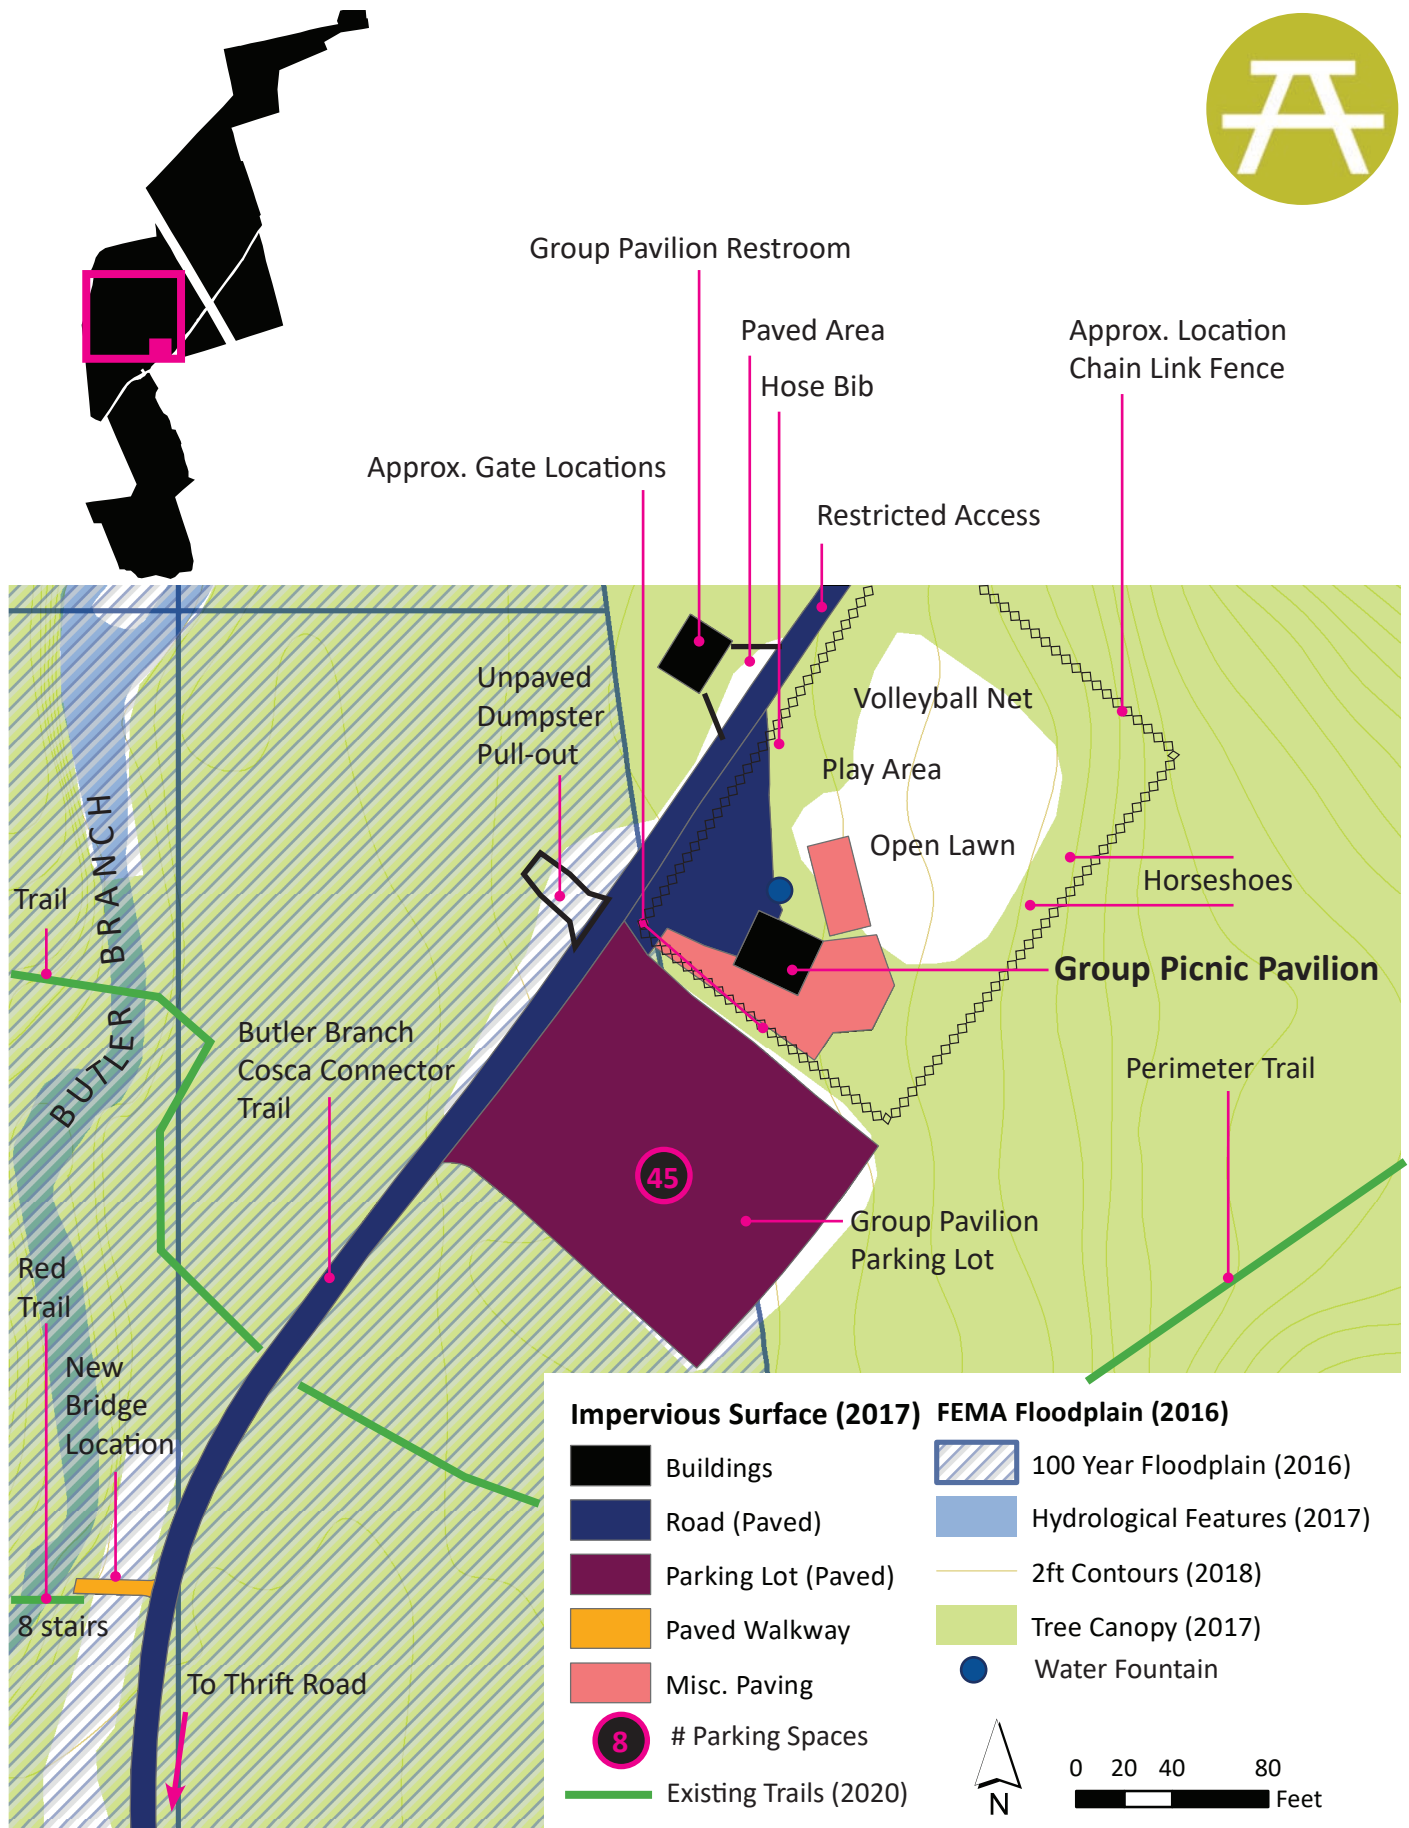 Group Pavilion Restroom
Paved Area
Approx. Location
Chain Link Fence
Hose Bib
Approx. Gate Locations
Restricted Access
Unpaved
Dumpster
Pull-out
Volleyball Net
Play Area
Open Lawn
Horseshoes
Trail
BUTLER BRANCH
Group Picnic Pavilion
Butler Branch
Cosca Connector
Trail
Perimeter Trail
45
Group Pavilion
Parking Lot
Red
Trail
New
Bridge
Location
8 stairs
To Thrift Road
Impervious Surface (2017)
Buildings
Road (Paved)
Parking Lot (Paved)
Paved Walkway
Misc. Paving
8 # Parking Spaces
Existing Trails (2020)
FEMA Floodplain (2016)
100 Year Floodplain (2016)
Hydrological Features (2017)
2ft Contours (2018)
Tree Canopy (2017)
Water Fountain
N
0 20 40 80
Feet